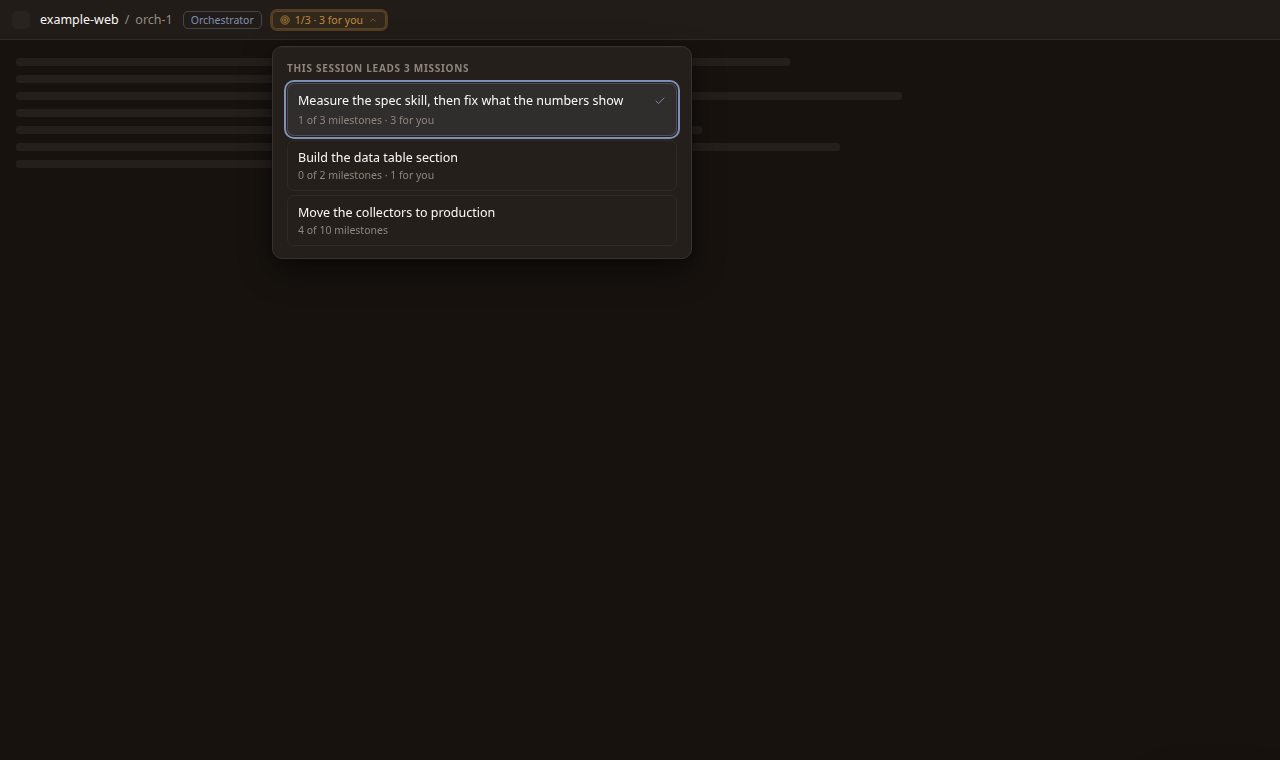 example-web / orch-1 Orchestrator 1/3 · 3 for you
THIS SESSION LEADS 3 MISSIONS
Measure the spec skill, then fix what the numbers show
1 of 3 milestones · 3 for you
Build the data table section
0 of 2 milestones · 1 for you
Move the collectors to production
4 of 10 milestones